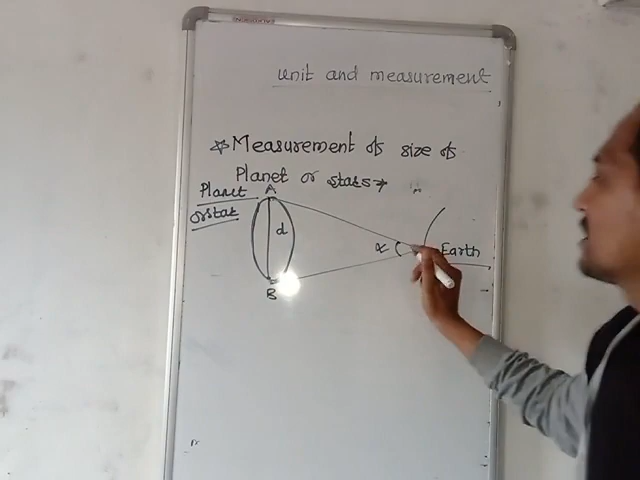 unit and measurement
☆ Measurement of size of
Planet or stars →
Planet
or star
A
d
α
Earth
B